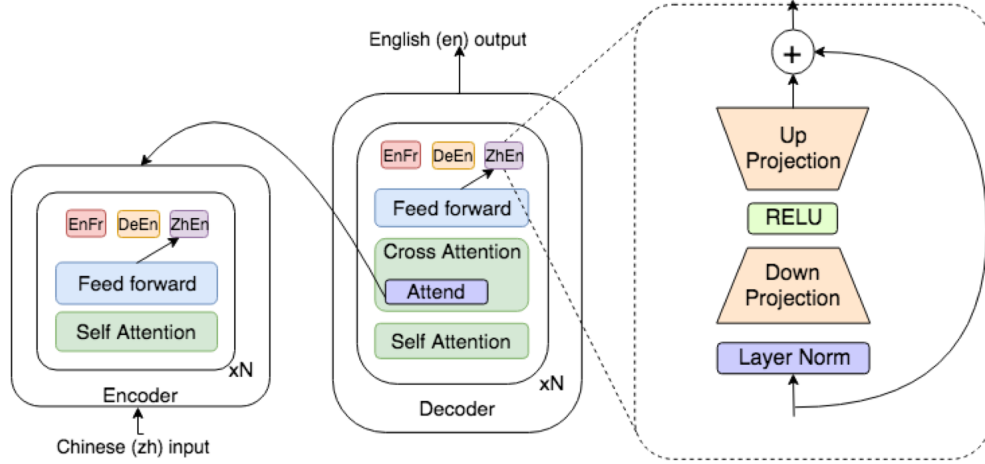 English (en) output
EnFr
DeEn
ZhEn
Feed forward
Self Attention
xN
Encoder
Chinese (zh) input
EnFr
DeEn
ZhEn
Feed forward
Cross Attention
Attend
Self Attention
xN
Decoder
+
Up
Projection
RELU
Down
Projection
Layer Norm